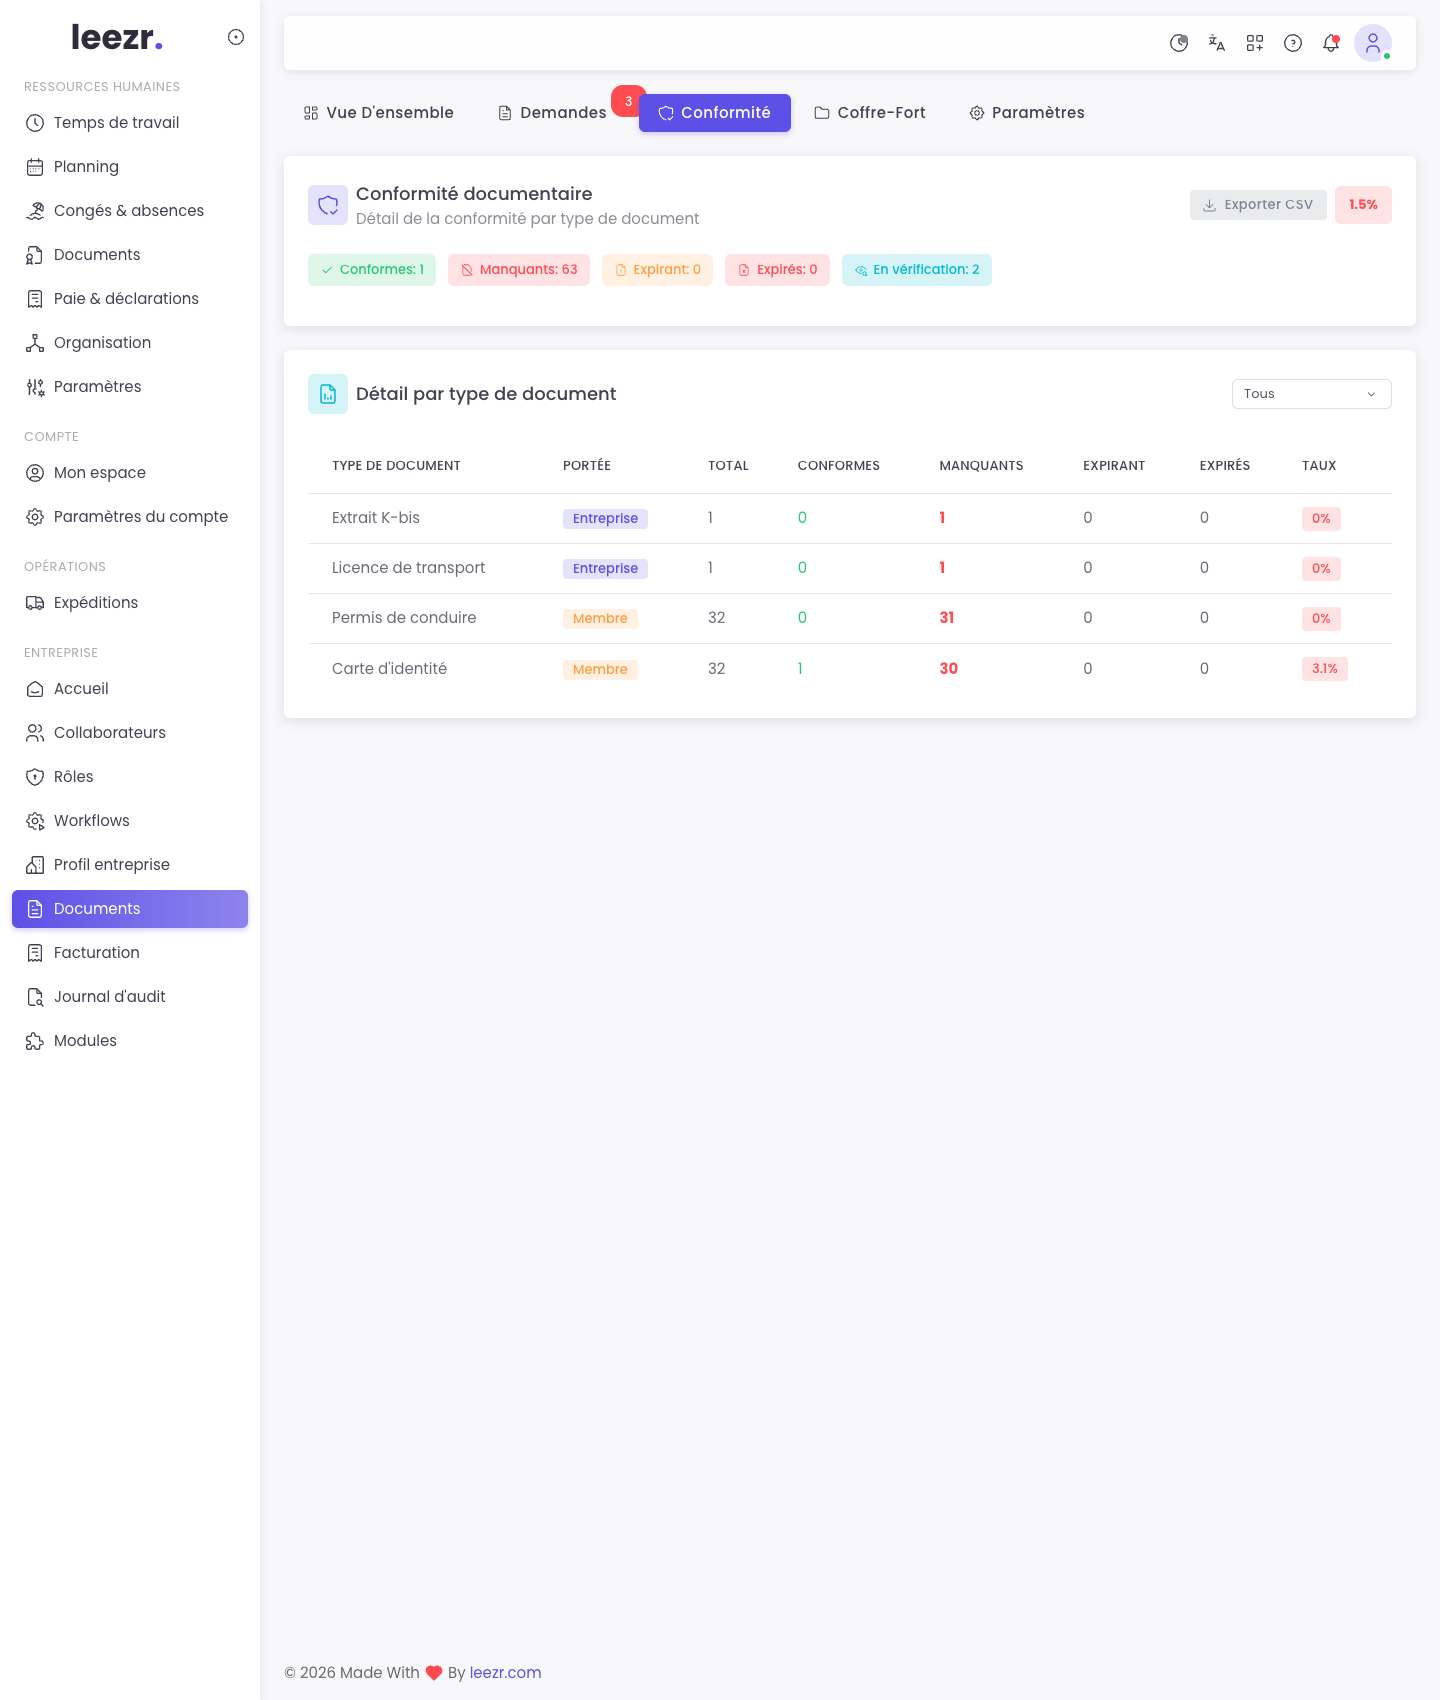 leezr.
RESSOURCES HUMAINES
Temps de travail
Planning
Congés & absences
Documents
Paie & déclarations
Organisation
Paramètres
COMPTE
Mon espace
Paramètres du compte
OPÉRATIONS
Expéditions
ENTREPRISE
Accueil
Collaborateurs
Rôles
Workflows
Profil entreprise
Documents
Facturation
Journal d'audit
Modules
Vue D'ensemble Demandes 3 Conformité Coffre-Fort Paramètres
Conformité documentaire
Détail de la conformité par type de document
Exporter CSV 1.5%
Conformes: 1 Manquants: 63 Expirant: 0 Expirés: 0 En vérification: 2
Détail par type de document Tous
TYPE DE DOCUMENT PORTÉE TOTAL CONFORMES MANQUANTS EXPIRANT EXPIRÉS TAUX
Extrait K-bis Entreprise 1 0 1 0 0 0%
Licence de transport Entreprise 1 0 1 0 0 0%
Permis de conduire Membre 32 0 31 0 0 0%
Carte d'identité Membre 32 1 30 0 0 3.1%
© 2026 Made With ❤ By leezr.com